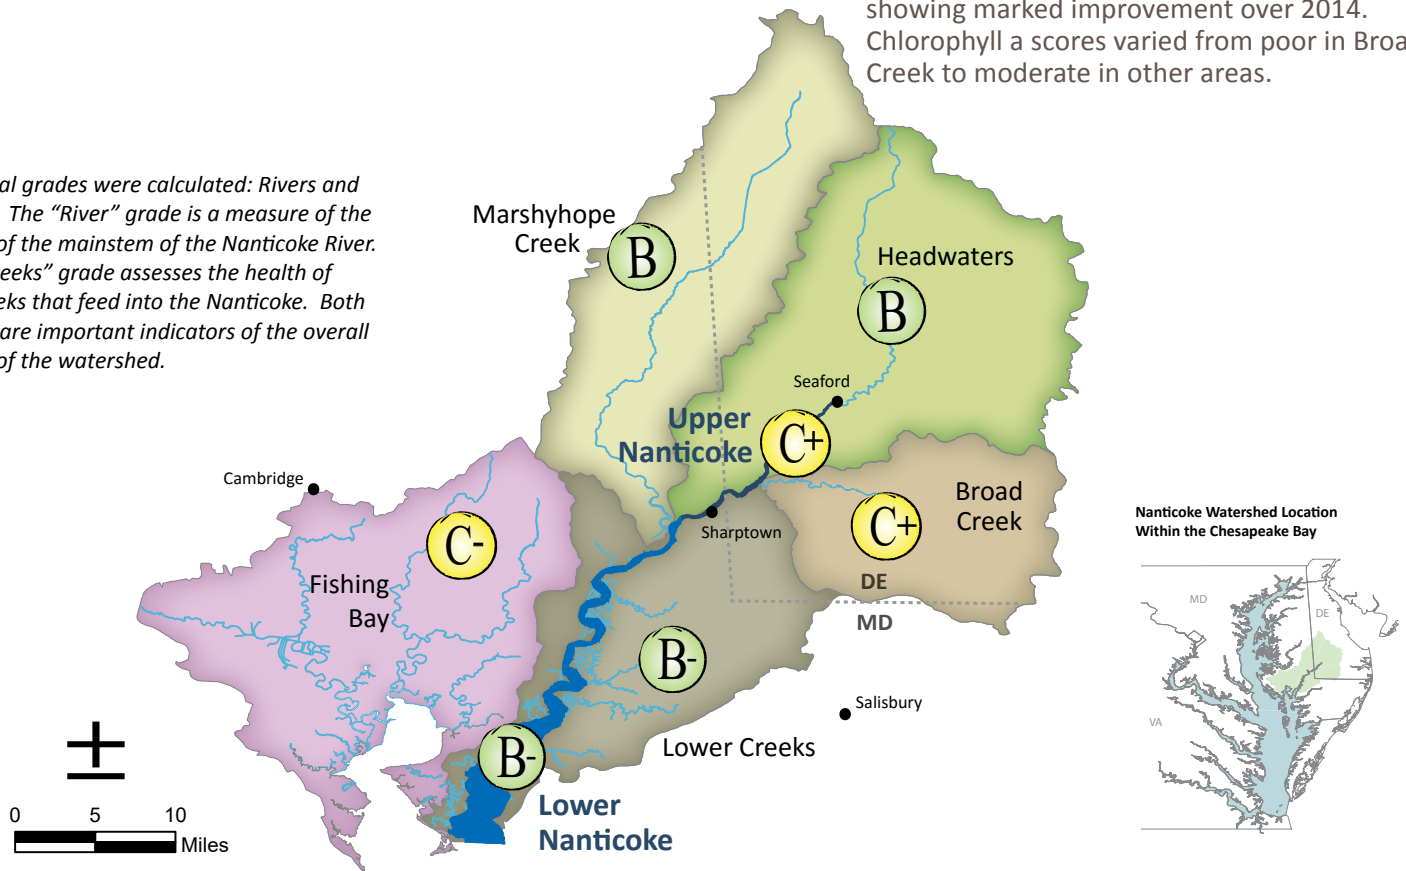 showing marked improvement over 2014.
Chlorophyll a scores varied from poor in Broa
Creek to moderate in other areas.
al grades were calculated: Rivers and
The “River” grade is a measure of the
of the mainstem of the Nanticoke River.
eeks” grade assesses the health of
eks that feed into the Nanticoke. Both
are important indicators of the overall
of the watershed.
Marshyhope
Creek
B
Headwaters
B
Seaford
Upper
Nanticoke
C+
Cambridge
Broad
Creek
C+
Sharptown
C-
Fishing
Bay
DE
MD
B-
Salisbury
Lower Creeks
B-
Lower
Nanticoke
0 5 10
Miles
Nanticoke Watershed Location
Within the Chesapeake Bay
MD
DE
VA